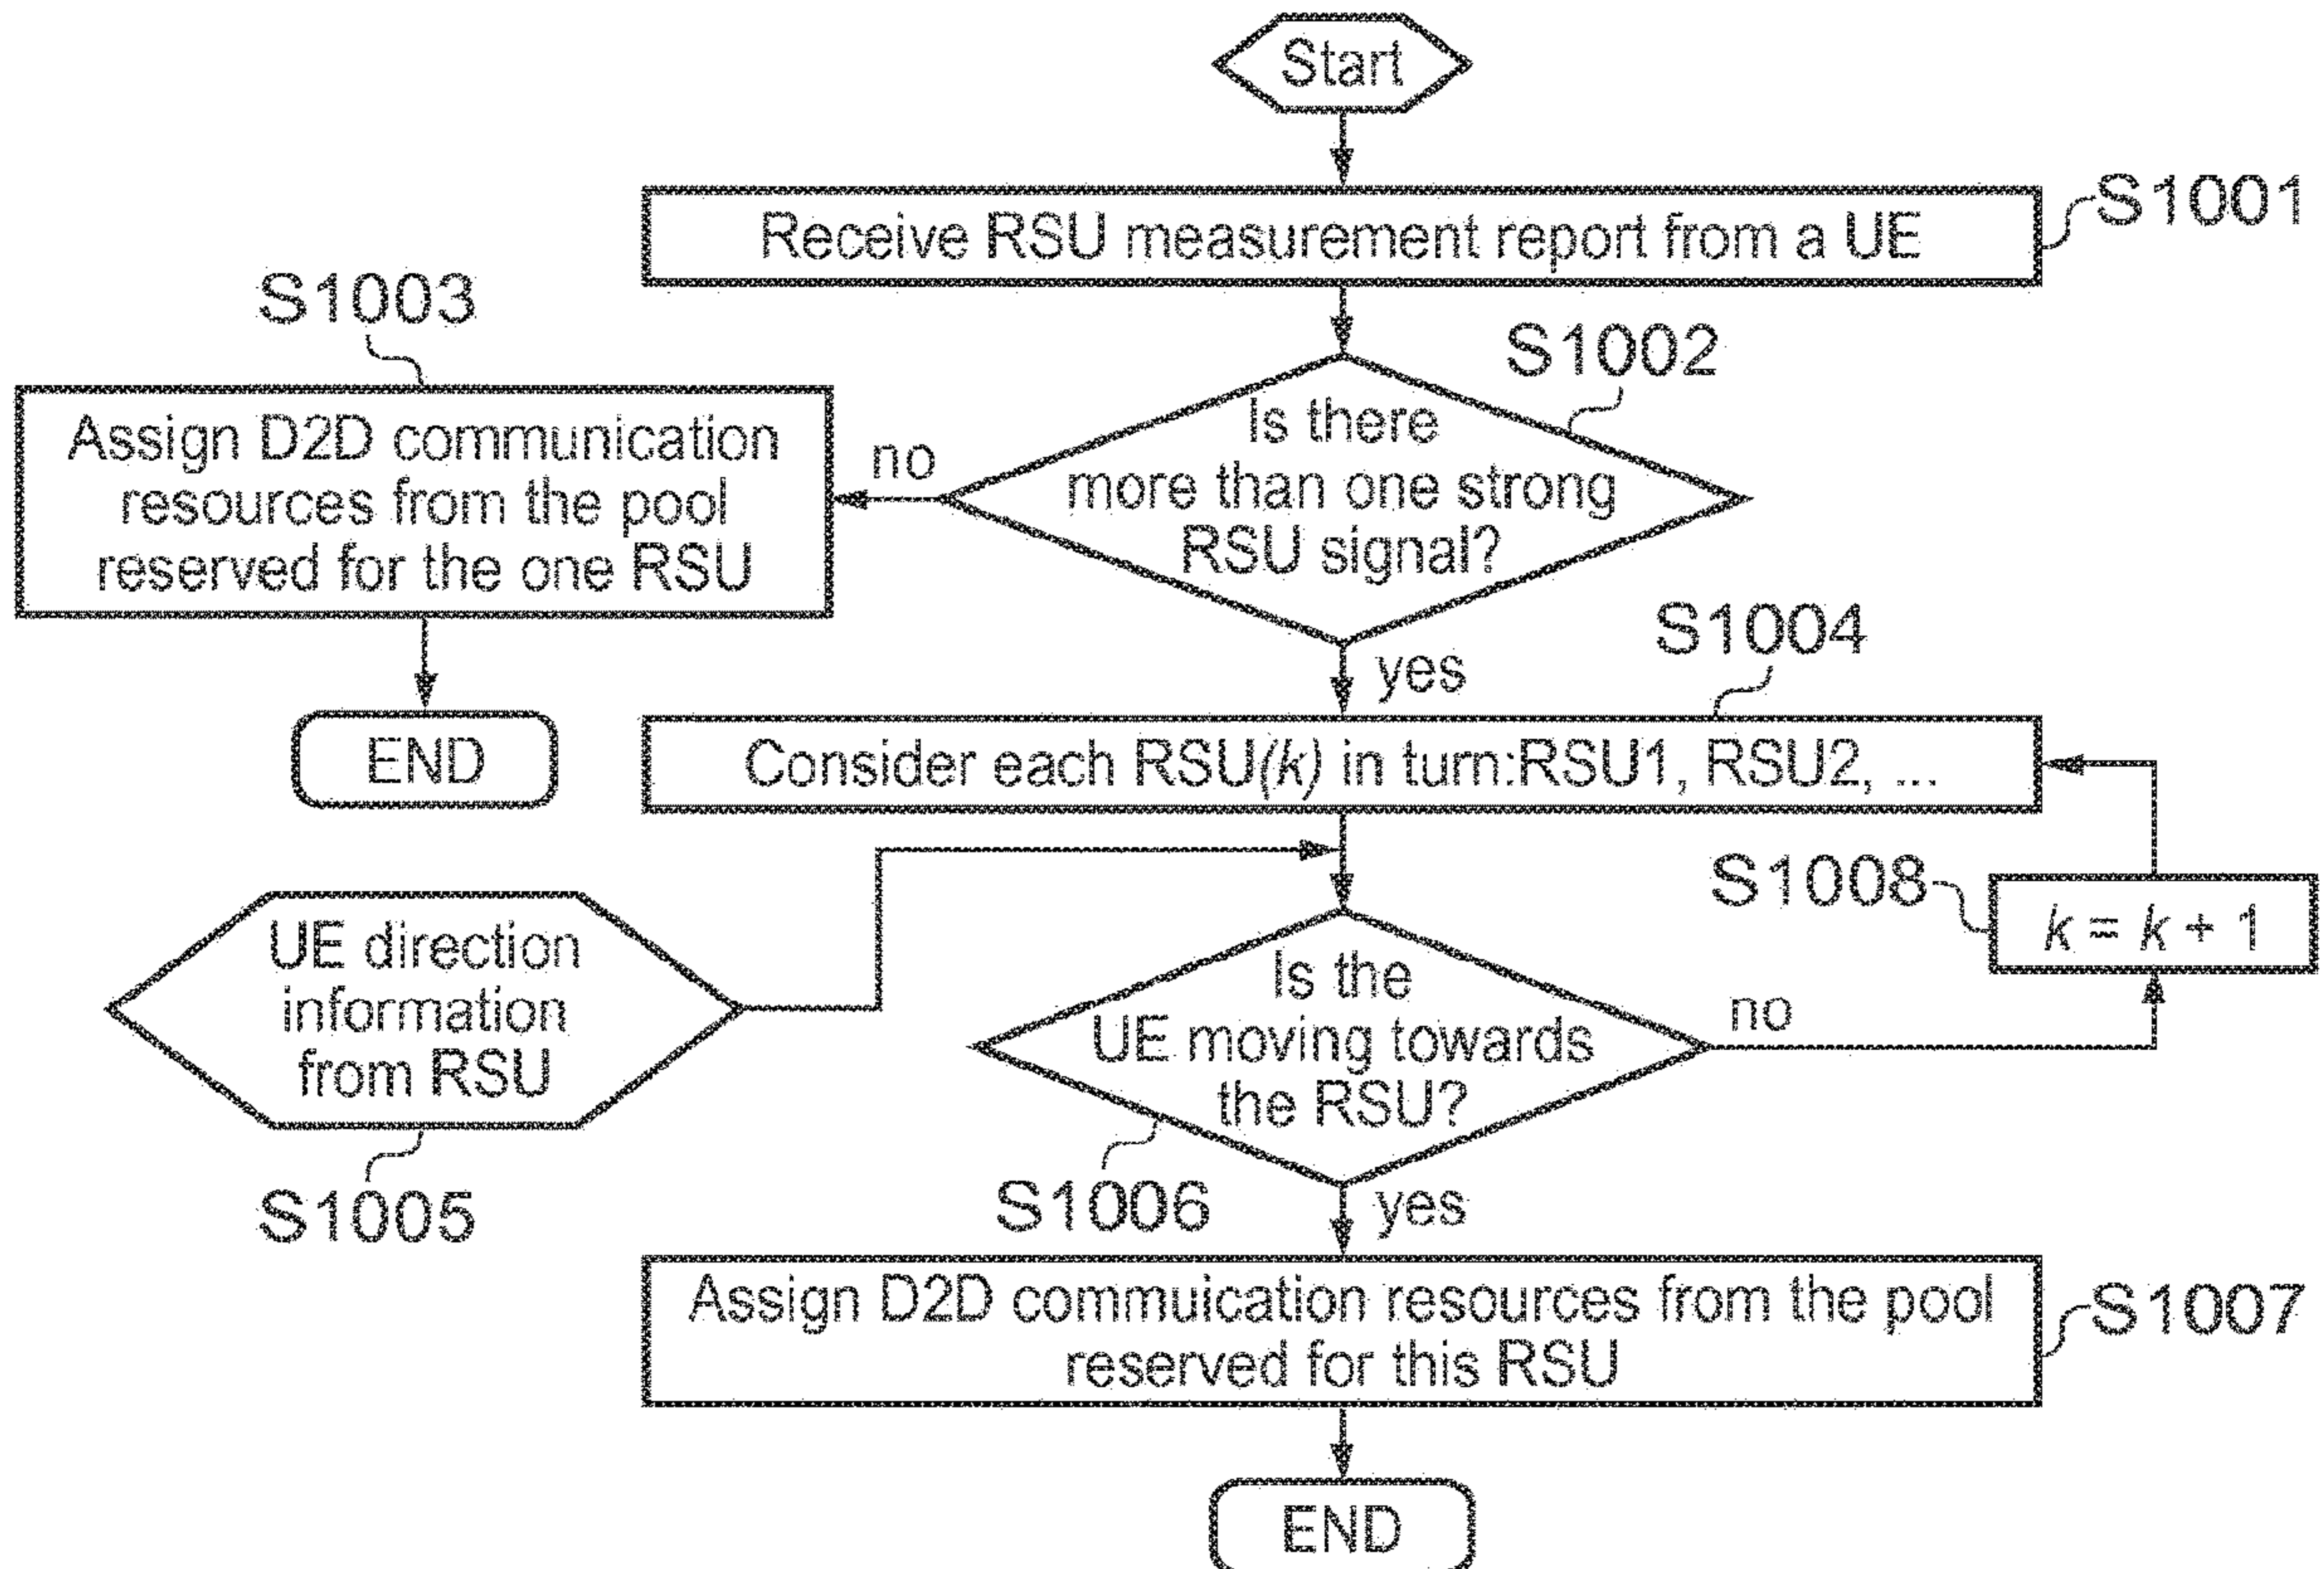 Start
Receive RSU measurement report from a UE
S1001
S1003
S1002
Assign D2D communication
resources from the pool
reserved for the one RSU
no
Is there
more than one strong
RSU signal?
yes
S1004
END
Consider each RSU(k) in turn:RSU1, RSU2, ...
S1008
k = k + 1
UE direction
information
from RSU
S1005
Is the
UE moving towards
the RSU?
no
S1006
yes
Assign D2D commuication resources from the pool
reserved for this RSU
S1007
END